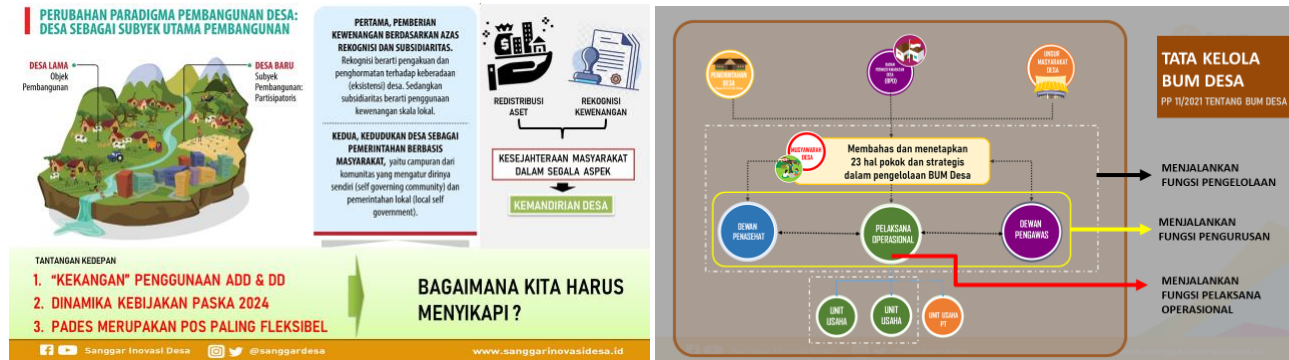 PERUBAHAN PARADIGMA PEMBANGUNAN DESA:
DESA SEBAGAI SUBYEK UTAMA PEMBANGUNAN
DESA LAMA
Objek
Pembangunan
DESA BARU
Subyek
Pembangunan:
Partisipatoris
PERTAMA, PEMBERIAN
KEWENANGAN BERDASARKAN AZAS
REKOGNISI DAN SUBSIDIARITAS.
Rekognisi berarti pengakuan dan
penghormatan terhadap keberadaan
(eksistensi) desa. Sedangkan
subsidiaritas berarti penggunaan
kewenangan skala lokal.
KEDUA, KEDUDUKAN DESA SEBAGAI
PEMERINTAHAN BERBASIS
MASYARAKAT, yaitu campuran dari
komunitas yang mengatur dirinya
sendiri (self governing community) dan
pemerintahan lokal (local self
government).
REDISTRIBUSI
ASET
REKOGNISI
KEWENANGAN
KESEJAHTERAAN MASYARAKAT
DALAM SEGALA ASPEK
KEMANDIRIAN DESA
TANTANGAN KEDEPAN
1. "KEKANGAN" PENGGUNAAN ADD & DD
2. DINAMIKA KEBIJAKAN PASKA 2024
3. PADES MERUPAKAN POS PALING FLEKSIBEL
BAGAIMANA KITA HARUS
MENYIKAPI ?
Sanggar Inovasi Desa
@sanggardesa
www.sanggarinovasidesa.id
PEMERINTAHAN
DESA
BADAN
PERMUSYAWARATAN
DESA
(BPD)
UNSUR
MASYARAKAT
DESA
TATA KELOLA
BUM DESA
PP 11/2021 TENTANG BUM DESA
MUSYAWARAH
DESA
Membahas dan menetapkan
23 hal pokok dan strategis
dalam pengelolaan BUM Desa
DEWAN
PENASEHAT
PELAKSANA
OPERASIONAL
DEWAN
PENGAWAS
MENJALANKAN
FUNGSI PENGELOLAAN
MENJALANKAN
FUNGSI PENGURUSAN
MENJALANKAN
FUNGSI PELAKSANA
OPERASIONAL
UNIT
USAHA
UNIT
USAHA
UNIT USAHA
PT